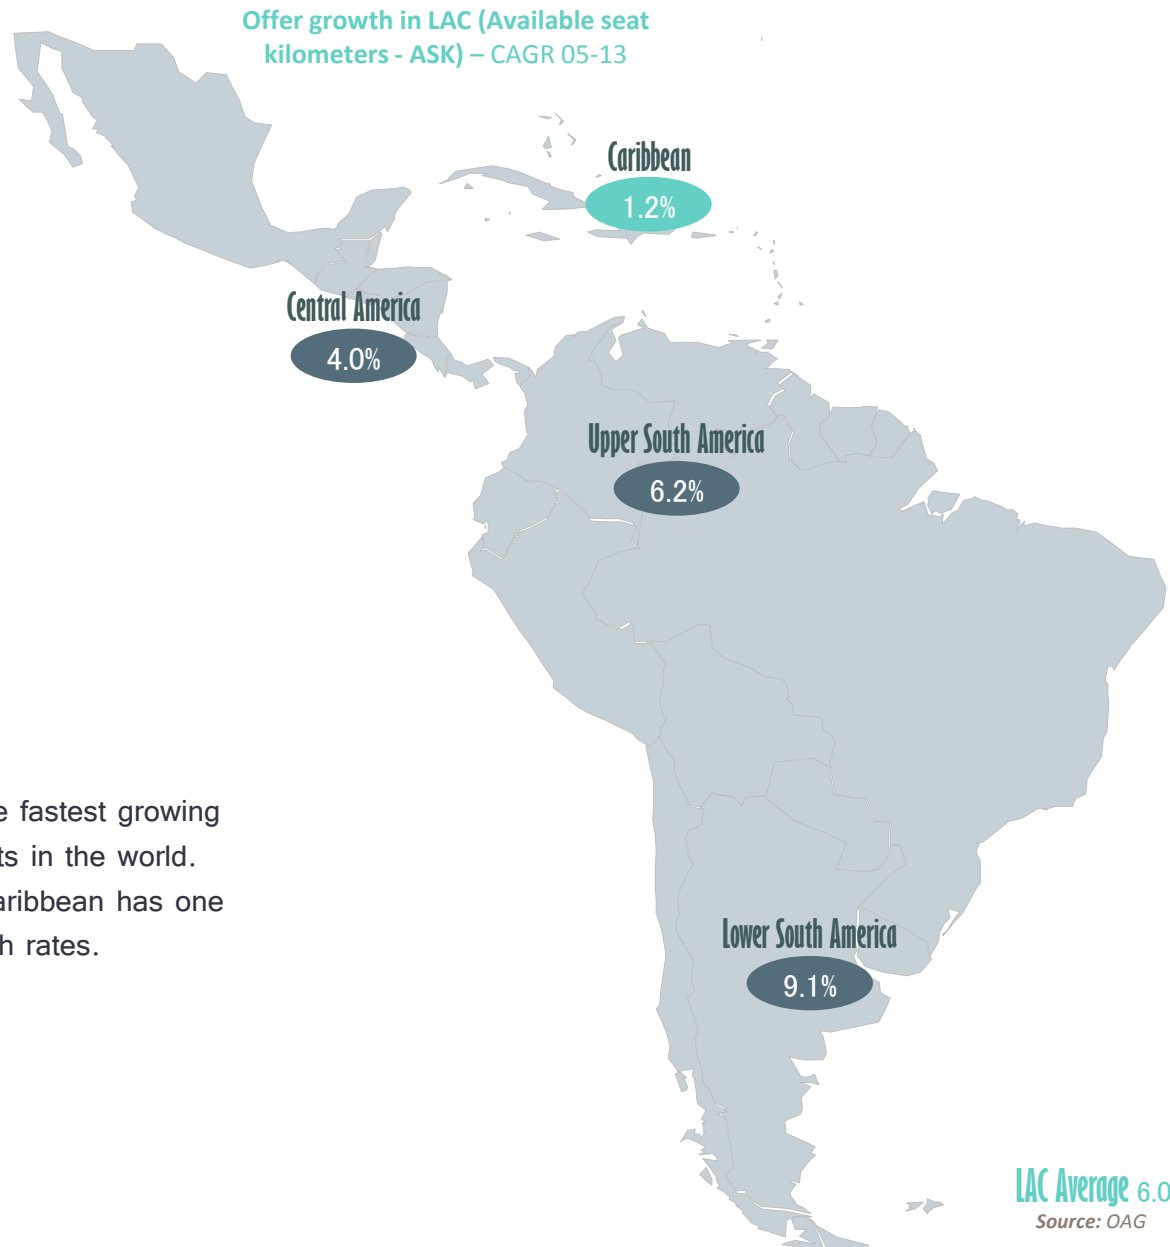 Offer growth in LAC (Available seat
kilometers - ASK) – CAGR 05-13
Caribbean
1.2%
Central America
4.0%
Upper South America
6.2%
fastest growing
in the world.
has one
rates.
Lower South America
9.1%
LAC Average 6.0
Source: OAG